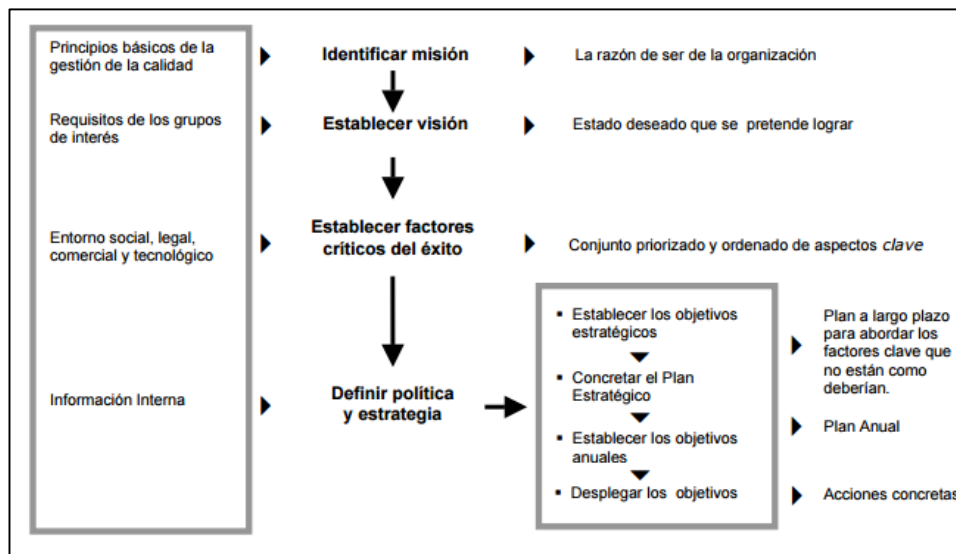 Principios básicos de la
gestión de la calidad
Identificar misión
La razón de ser de la organización
Requisitos de los grupos
de interés
Establecer visión
Estado deseado que se pretende lograr
Entorno social, legal,
comercial y tecnológico
Establecer factores
críticos del éxito
Conjunto priorizado y ordenado de aspectos clave
Información Interna
Definir política
y estrategia
▪ Establecer los objetivos
estratégicos
▪ Concretar el Plan
Estratégico
▪ Establecer los objetivos
anuales
▪ Desplegar los objetivos
Plan a largo plazo
para abordar los
factores clave que
no están como
deberían.
Plan Anual
Acciones concretas